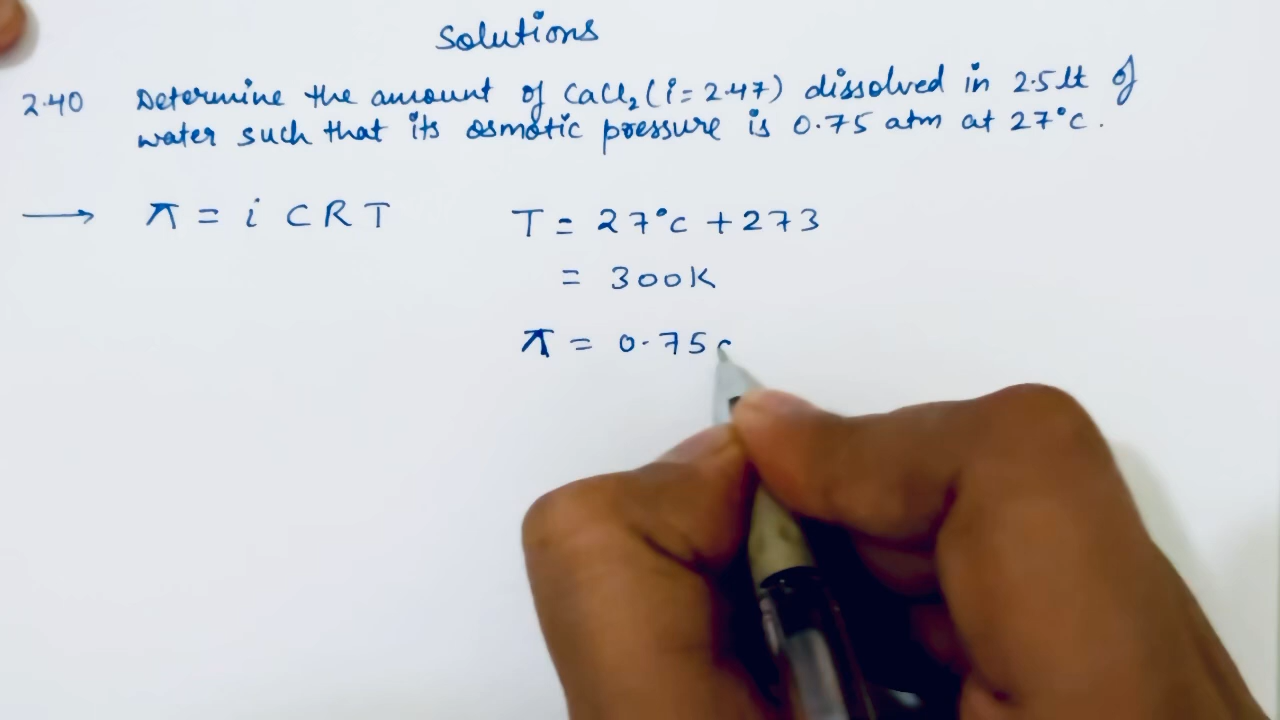 Solutions
2.40 Determine the amount of CaCl₂ (i = 2.47) dissolved in 2.5 lt of
water such that its osmotic pressure is 0.75 atm at 27°C.
→ π = i C R T
T = 27°C + 273
= 300K
π = 0.75